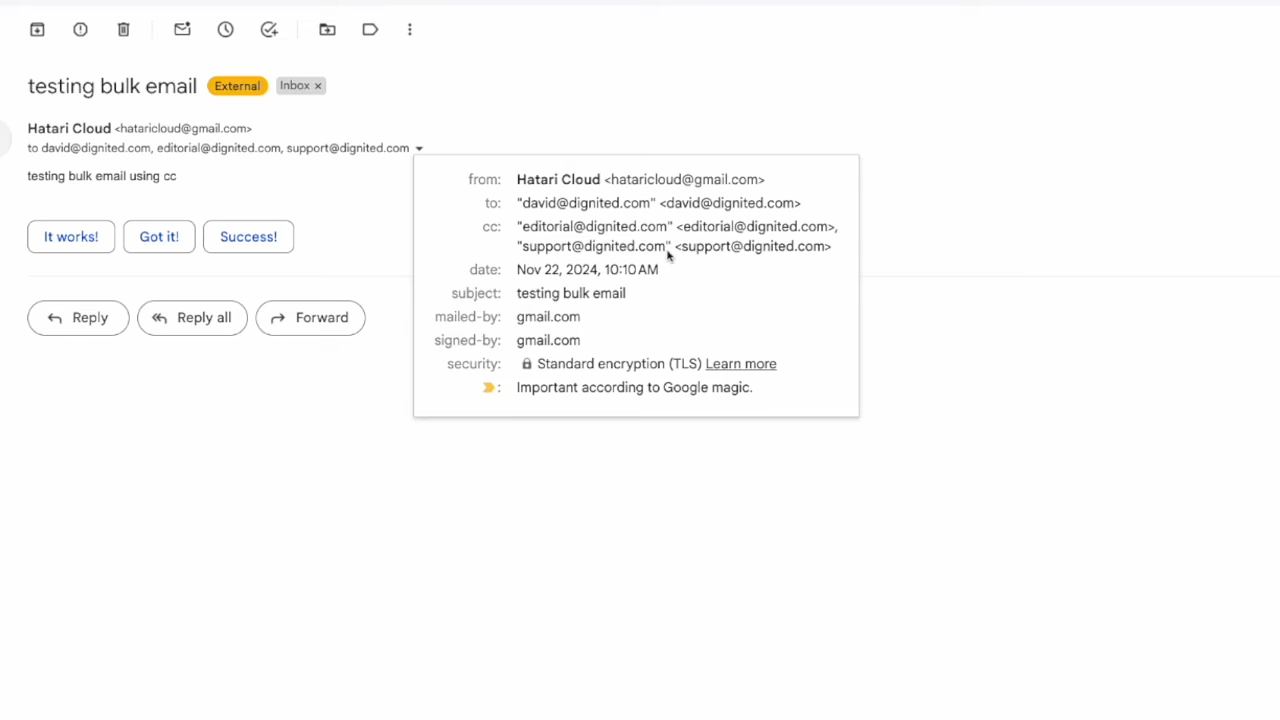 testing bulk email External Inbox ×
Hatari Cloud <hataricloud@gmail.com>
to david@dignited.com, editorial@dignited.com, support@dignited.com
testing bulk email using cc
It works! Got it! Success!
Reply Reply all Forward
from: Hatari Cloud <hataricloud@gmail.com>
to: "david@dignited.com" <david@dignited.com>
cc: "editorial@dignited.com" <editorial@dignited.com>,
"support@dignited.com" <support@dignited.com>
date: Nov 22, 2024, 10:10 AM
subject: testing bulk email
mailed-by: gmail.com
signed-by: gmail.com
security: Standard encryption (TLS) Learn more
: Important according to Google magic.